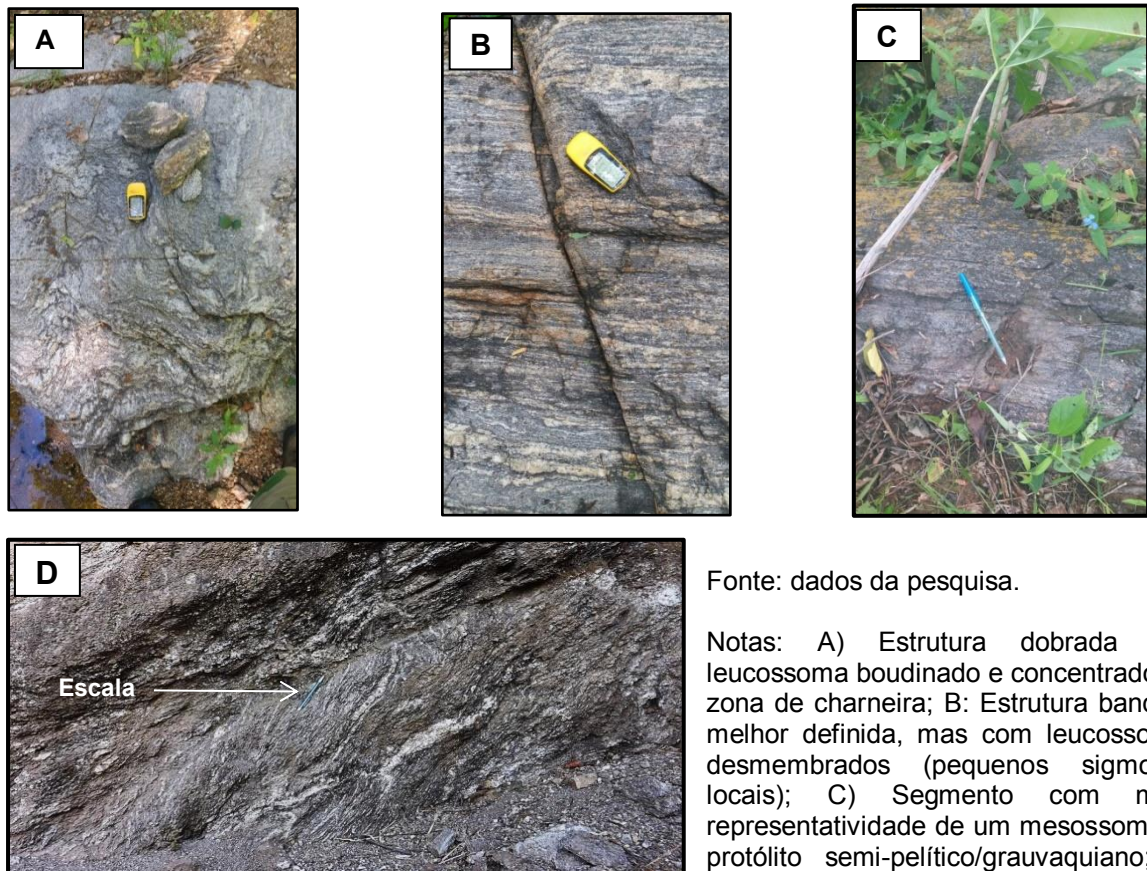 A
B
C
D
Escala
Fonte: dados da pesquisa.
Notas: A) Estrutura dobrada
leucossoma boudinado e concentrado
zona de charneira; B: Estrutura band
melhor definida, mas com leucosso
desmembrados (pequenos sigmo
locais); C) Segmento com m
representatividade de um mesossom
protólito semi-pelítico/grauvaquiano;